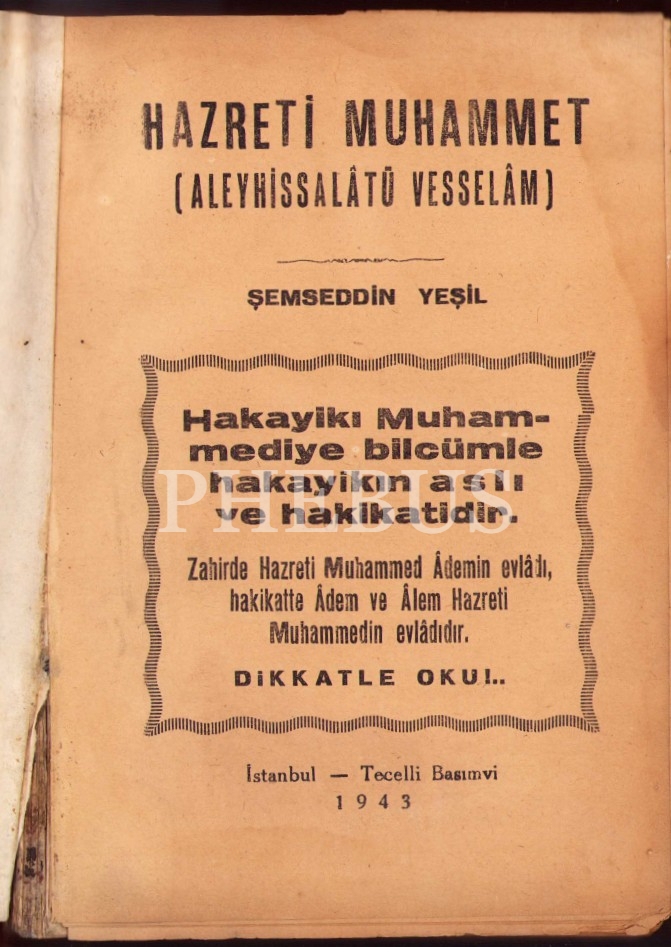 HAZRETİ MUHAMMET
(ALEYHİSSALÂTÜ VESSELÂM)
ŞEMSEDDİN YEŞİL
Hakayikı Muham-
mediye bilcümle
hakayikın aslı
ve hakikatidir.
PHEBUS
Zahirde Hazreti Muhammed Âdemin evlâdı,
hakikatte Âdem ve Âlem Hazreti
Muhammedin evlâdıdır.
DİKKATLE OKU!..
İstanbul — Tecelli Basımvi
1943